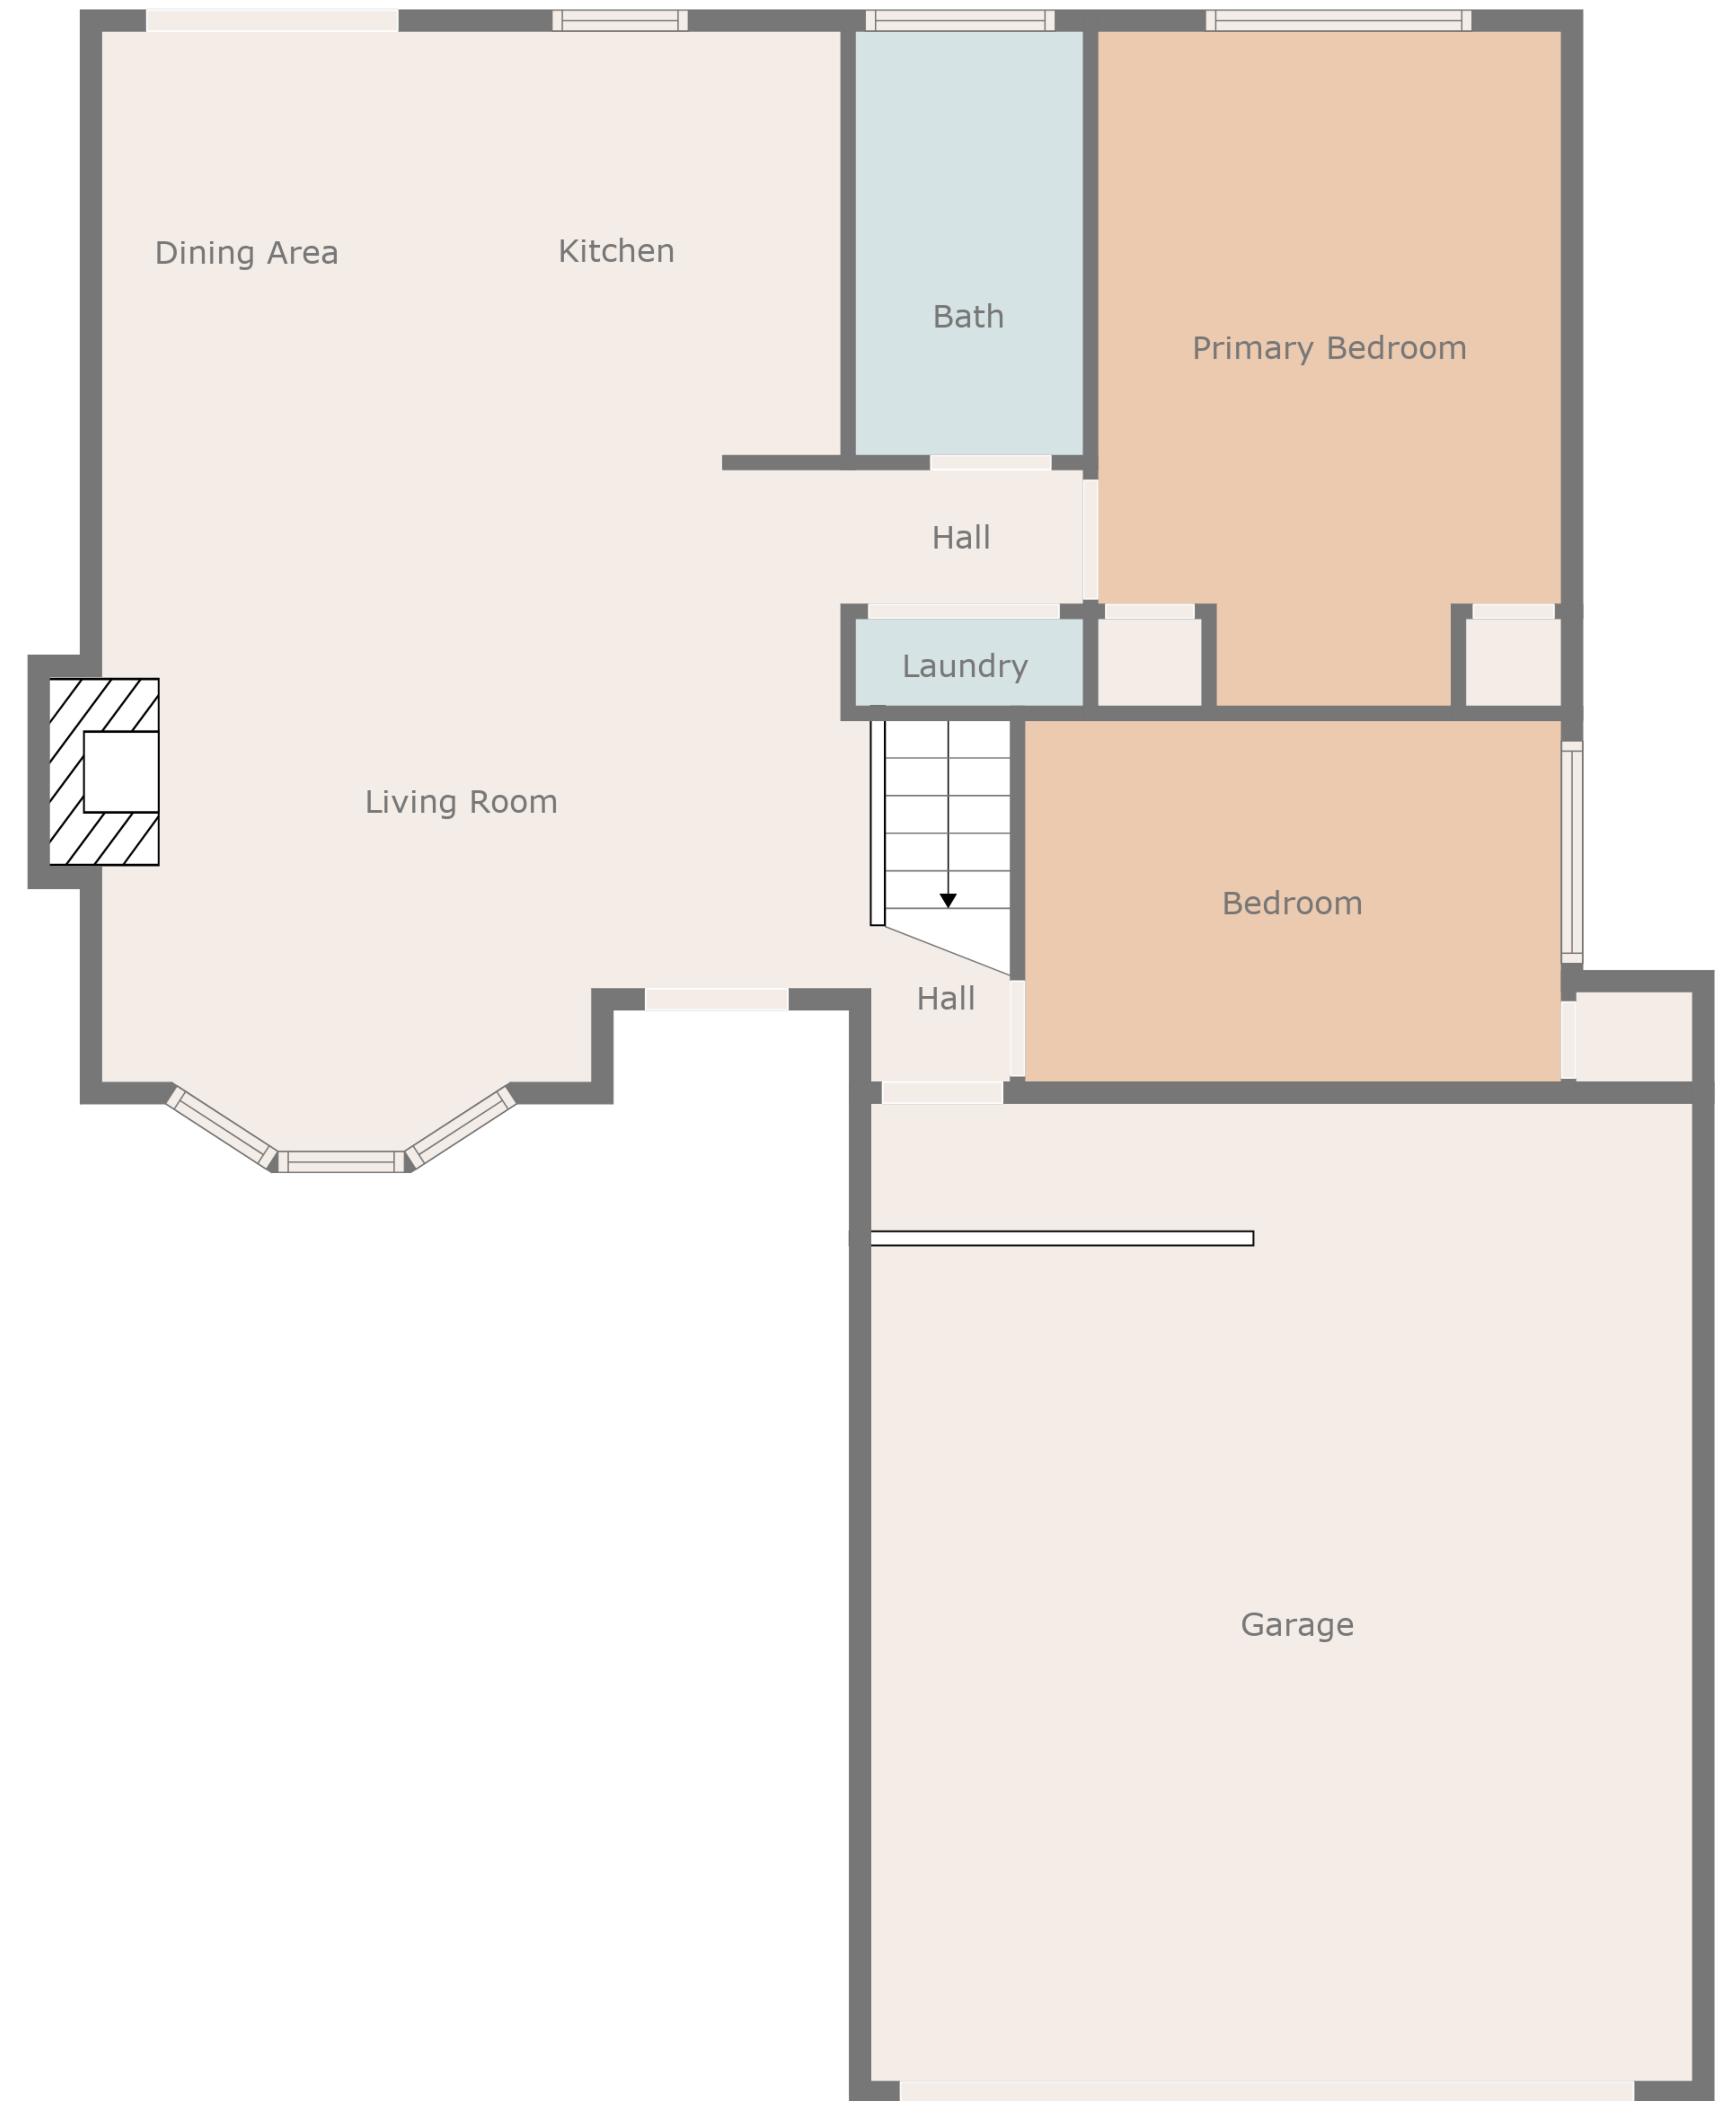 Dining Area
Kitchen
Bath
Primary Bedroom
Hall
Laundry
Living Room
Bedroom
Hall
Garage